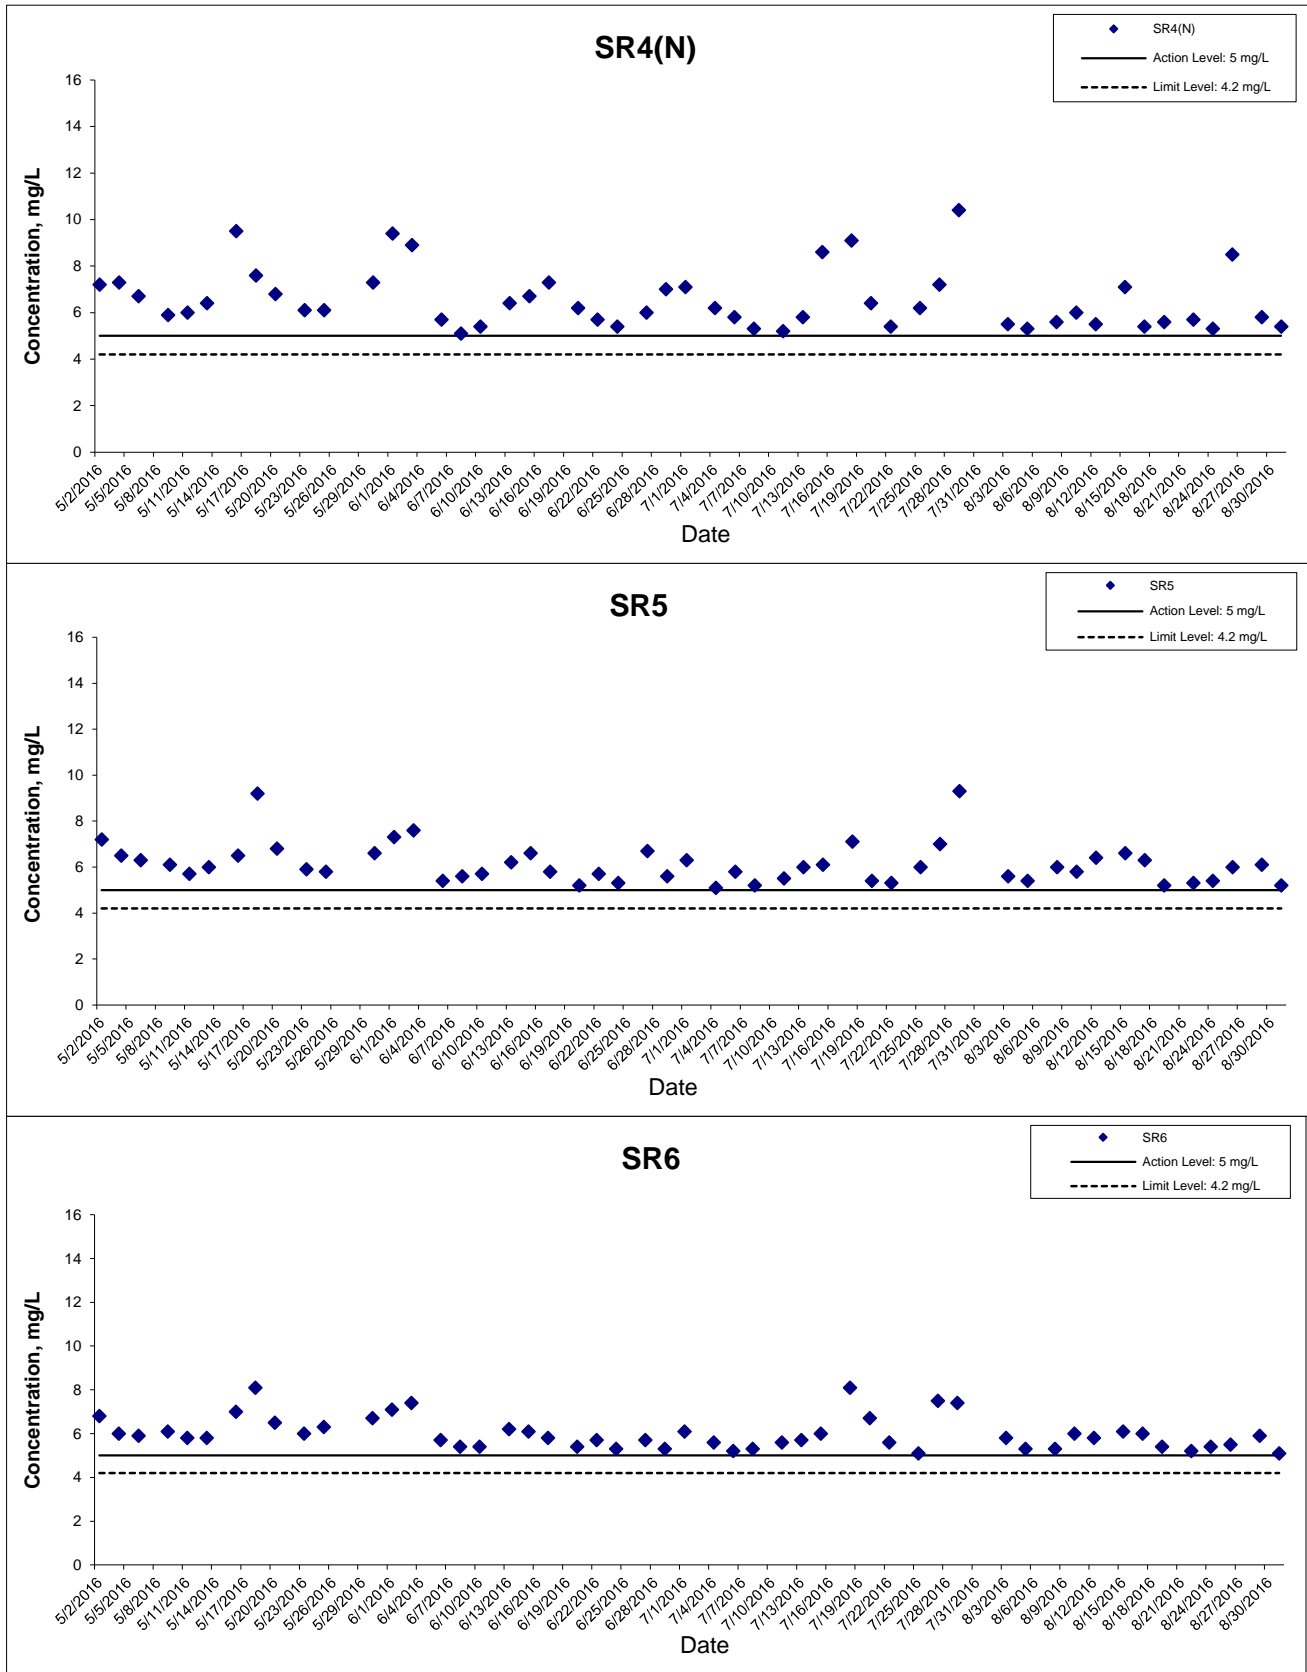 SR4(N)
SR4(N)
Action Level: 5 mg/L
Limit Level: 4.2 mg/L
Concentration, mg/L
16
14
12
10
8
6
4
2
0
5/2/2016 5/5/2016 5/8/2016 5/11/2016 5/14/2016 5/17/2016 5/20/2016 5/23/2016 5/26/2016 5/29/2016 6/1/2016 6/4/2016 6/7/2016 6/10/2016 6/13/2016 6/16/2016 6/19/2016 6/22/2016 6/25/2016 6/28/2016 7/1/2016 7/4/2016 7/7/2016 7/10/2016 7/13/2016 7/16/2016 7/19/2016 7/22/2016 7/25/2016 7/28/2016 7/31/2016 8/3/2016 8/6/2016 8/9/2016 8/12/2016 8/15/2016 8/18/2016 8/21/2016 8/24/2016 8/27/2016 8/30/2016
Date
SR5
SR5
Action Level: 5 mg/L
Limit Level: 4.2 mg/L
Concentration, mg/L
16
14
12
10
8
6
4
2
0
5/2/2016 5/5/2016 5/8/2016 5/11/2016 5/14/2016 5/17/2016 5/20/2016 5/23/2016 5/26/2016 5/29/2016 6/1/2016 6/4/2016 6/7/2016 6/10/2016 6/13/2016 6/16/2016 6/19/2016 6/22/2016 6/25/2016 6/28/2016 7/1/2016 7/4/2016 7/7/2016 7/10/2016 7/13/2016 7/16/2016 7/19/2016 7/22/2016 7/25/2016 7/28/2016 7/31/2016 8/3/2016 8/6/2016 8/9/2016 8/12/2016 8/15/2016 8/18/2016 8/21/2016 8/24/2016 8/27/2016 8/30/2016
Date
SR6
SR6
Action Level: 5 mg/L
Limit Level: 4.2 mg/L
Concentration, mg/L
16
14
12
10
8
6
4
2
0
5/2/2016 5/5/2016 5/8/2016 5/11/2016 5/14/2016 5/17/2016 5/20/2016 5/23/2016 5/26/2016 5/29/2016 6/1/2016 6/4/2016 6/7/2016 6/10/2016 6/13/2016 6/16/2016 6/19/2016 6/22/2016 6/25/2016 6/28/2016 7/1/2016 7/4/2016 7/7/2016 7/10/2016 7/13/2016 7/16/2016 7/19/2016 7/22/2016 7/25/2016 7/28/2016 7/31/2016 8/3/2016 8/6/2016 8/9/2016 8/12/2016 8/15/2016 8/18/2016 8/21/2016 8/24/2016 8/27/2016 8/30/2016
Date